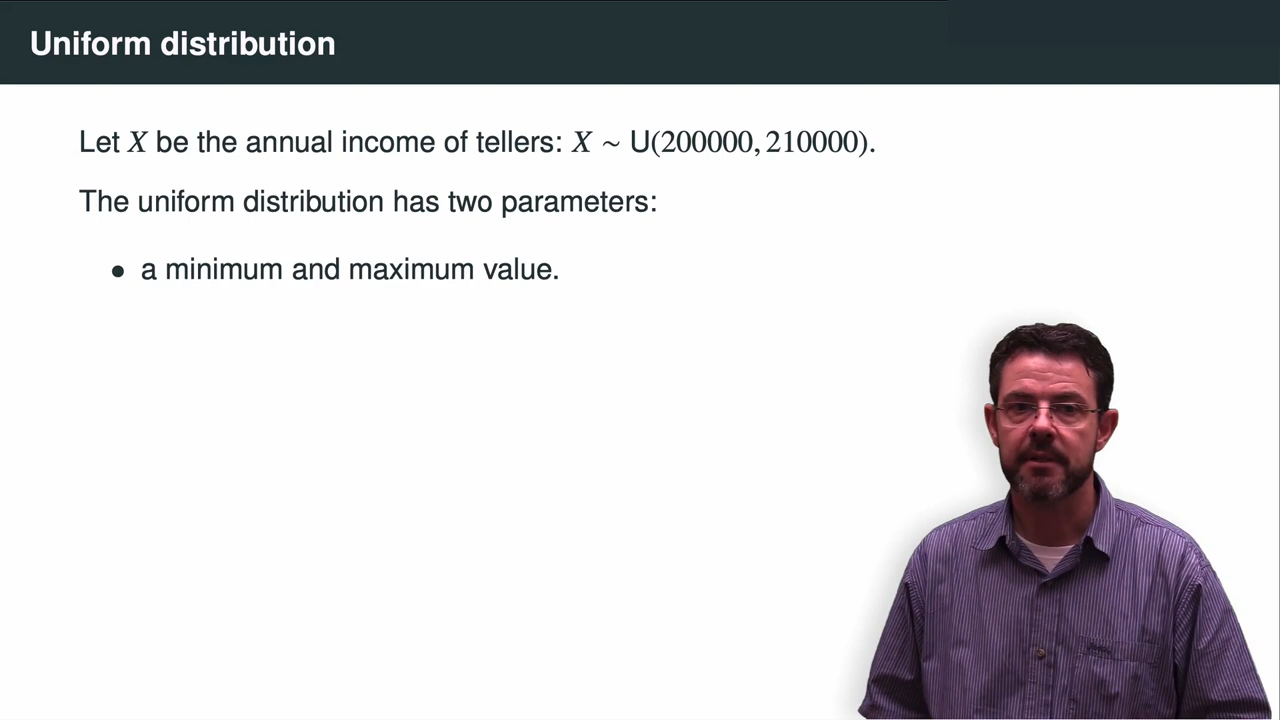 Uniform distribution
Let X be the annual income of tellers: X ~ U(200000, 210000).
The uniform distribution has two parameters:
• a minimum and maximum value.